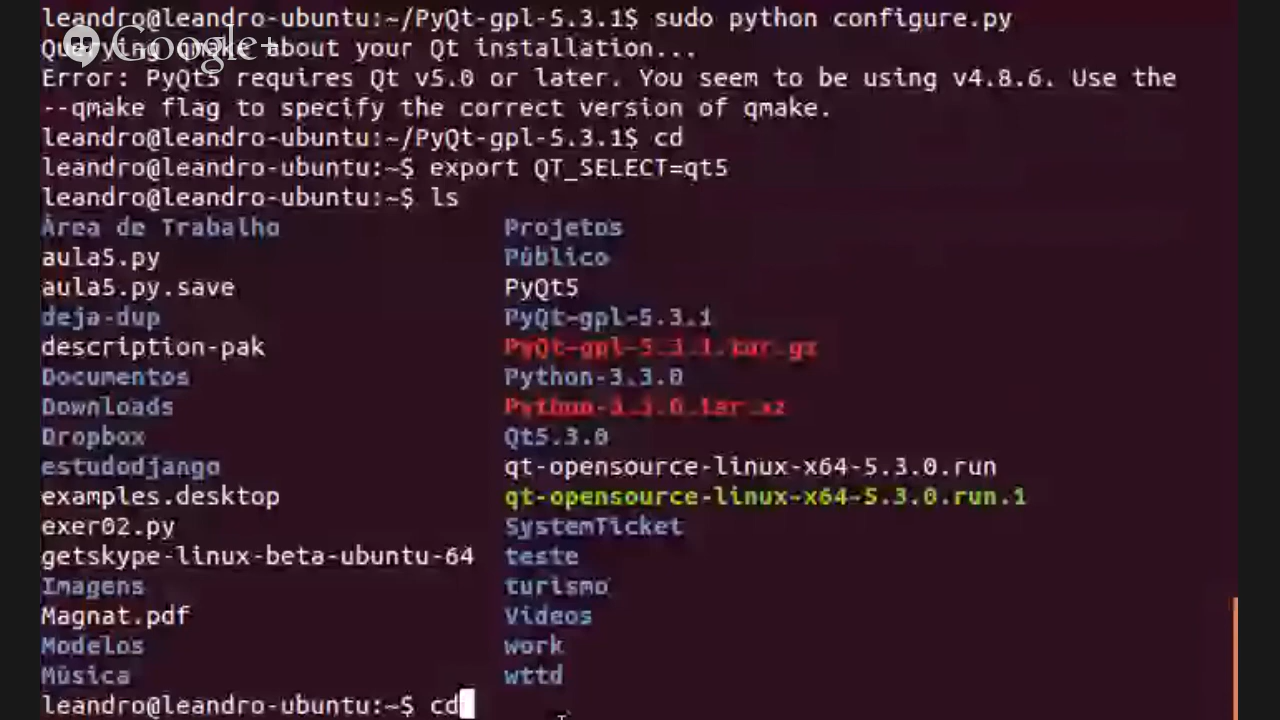 leandro@leandro-ubuntu:~/PyQt-gpl-5.3.1$ sudo python configure.py
Google+
Querying qmake about your Qt installation...
Error: PyQt5 requires Qt v5.0 or later. You seem to be using v4.8.6. Use the
--qmake flag to specify the correct version of qmake.
leandro@leandro-ubuntu:~/PyQt-gpl-5.3.1$ cd
leandro@leandro-ubuntu:~$ export QT_SELECT=qt5
leandro@leandro-ubuntu:~$ ls
Área de Trabalho Projetos
aula5.py Público
aula5.py.save PyQt5
deja-dup PyQt-gpl-5.3.1
description-pak PyQt-gpl-5.3.1.tar.gz
Documentos Python-3.3.0
Downloads Python-3.3.0.tar.xz
Dropbox Qt5.3.0
estudodjango qt-opensource-linux-x64-5.3.0.run
examples.desktop qt-opensource-linux-x64-5.3.0.run.1
exer02.py SystemTicket
getskype-linux-beta-ubuntu-64 teste
Imagens turismo
Magnat.pdf Vídeos
Modelos work
Música wttd
leandro@leandro-ubuntu:~$ cd